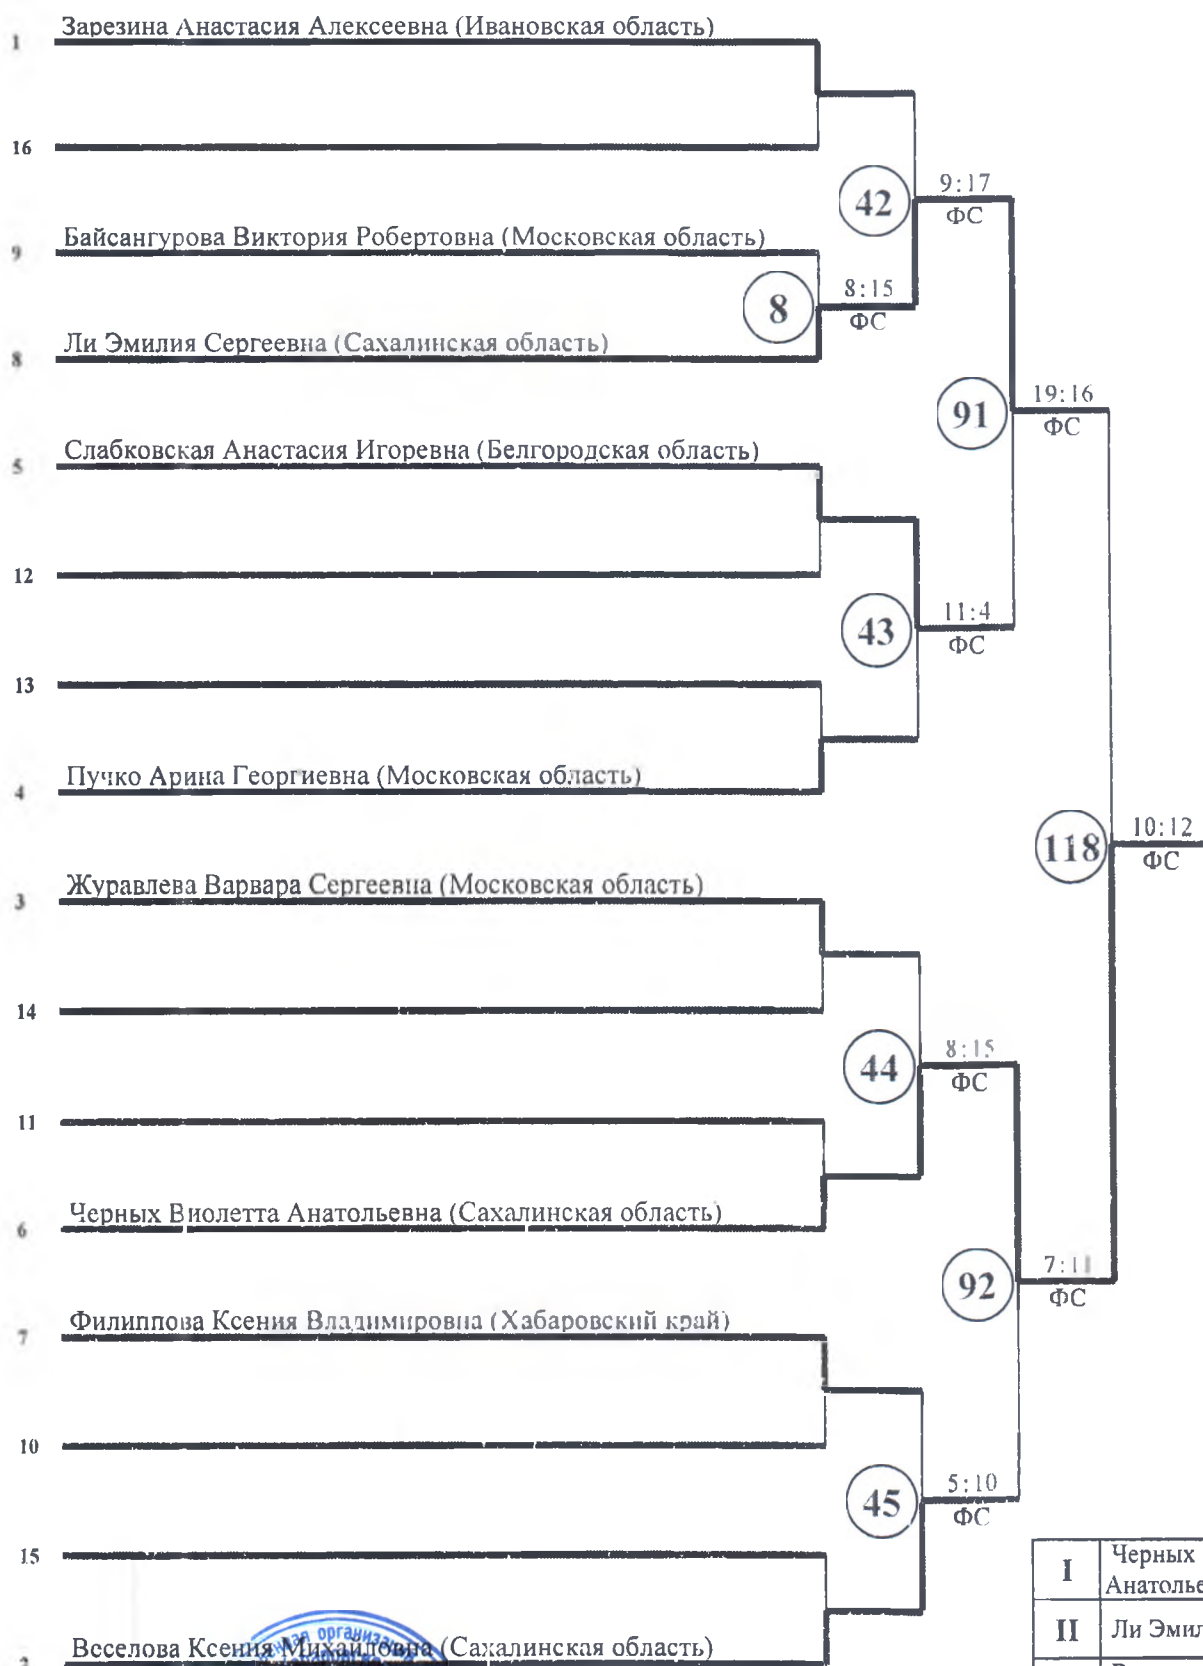 Зарезина Анастасия Алексеевна (Ивановская область)
1
16
42
9:17
ФС
Байсангурова Виктория Робертовна (Московская область)
9
8
8:15
ФС
Ли Эмилия Сергеевна (Сахалинская область)
8
91
19:16
ФС
Слабковская Анастасия Игоревна (Белгородская область)
5
12
43
11:4
ФС
13
Пучко Арина Георгиевна (Московская область)
4
118
10:12
ФС
Журавлева Варвара Сергеевна (Московская область)
3
14
44
8:15
ФС
11
Черных Виолетта Анатольевна (Сахалинская область)
6
92
7:11
ФС
Филиппова Ксения Владимировна (Хабаровский край)
7
10
45
5:10
ФС
15
I Черных
Анатолье
II Ли Эмил
Веселова Ксения Михайловна (Сахалинская область)
2